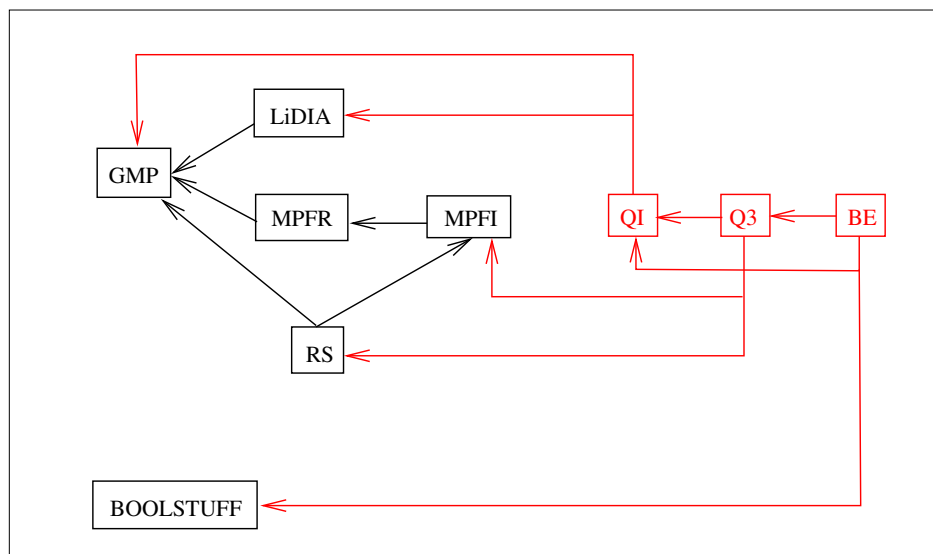 LiDIA
GMP
MPFR
MPFI
QI
Q3
BE
RS
BOOLSTUFF